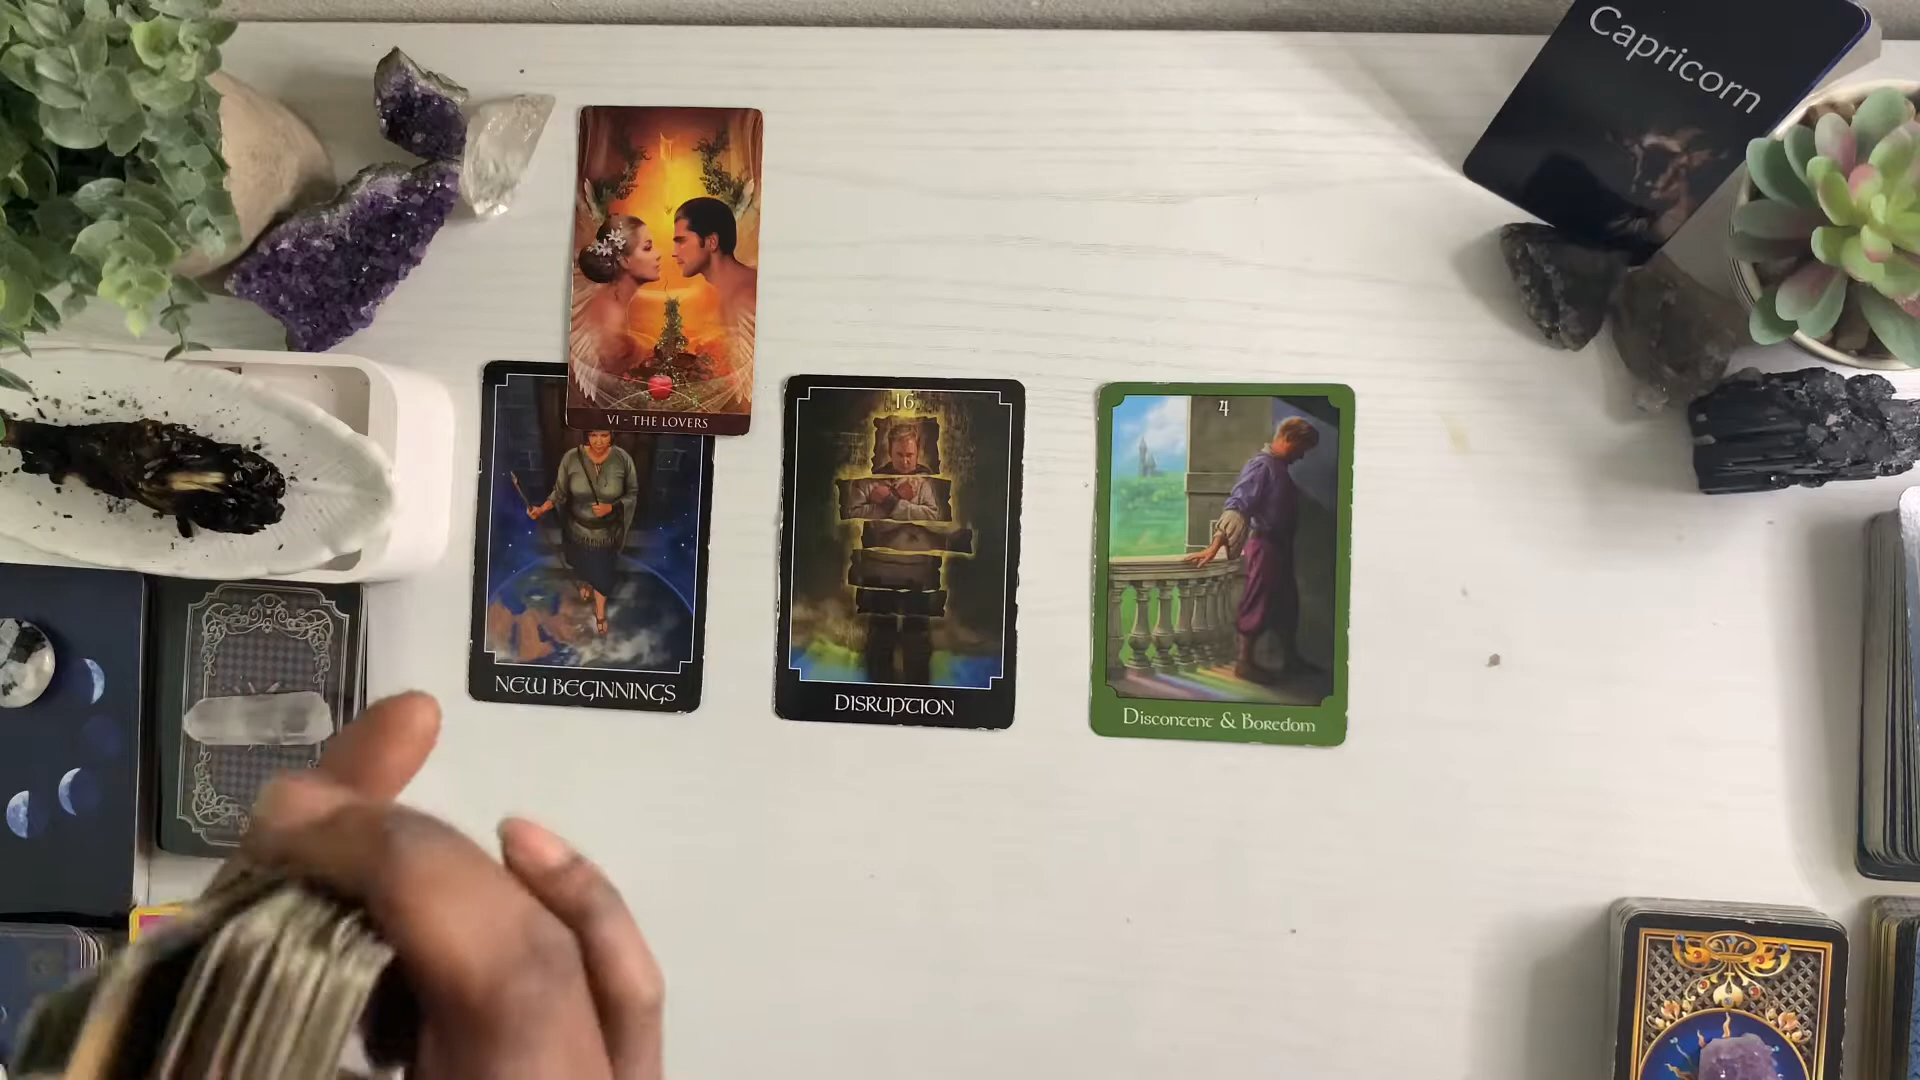 Capricorn
VI - THE LOVERS
NEW BEGINNINGS
16
DISRUPTION
4
Discontent & Boredom